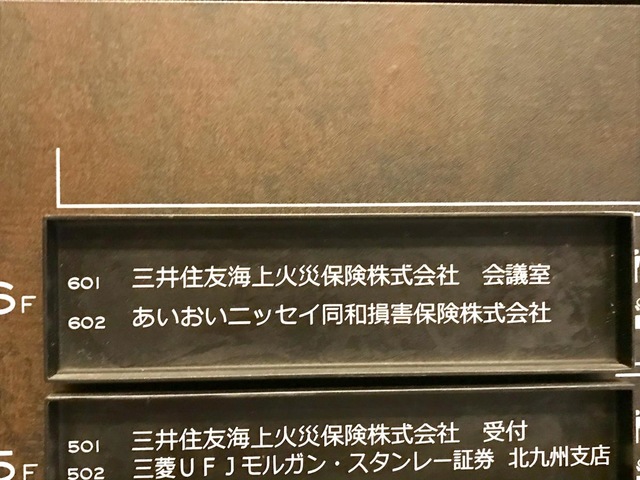 6F
601 三井住友海上火災保険株式会社 会議室
602 あいおいニッセイ同和損害保険株式会社
5F
501 三井住友海上火災保険株式会社 受付
502 三菱UFJモルガン・スタンレー証券 北九州支店